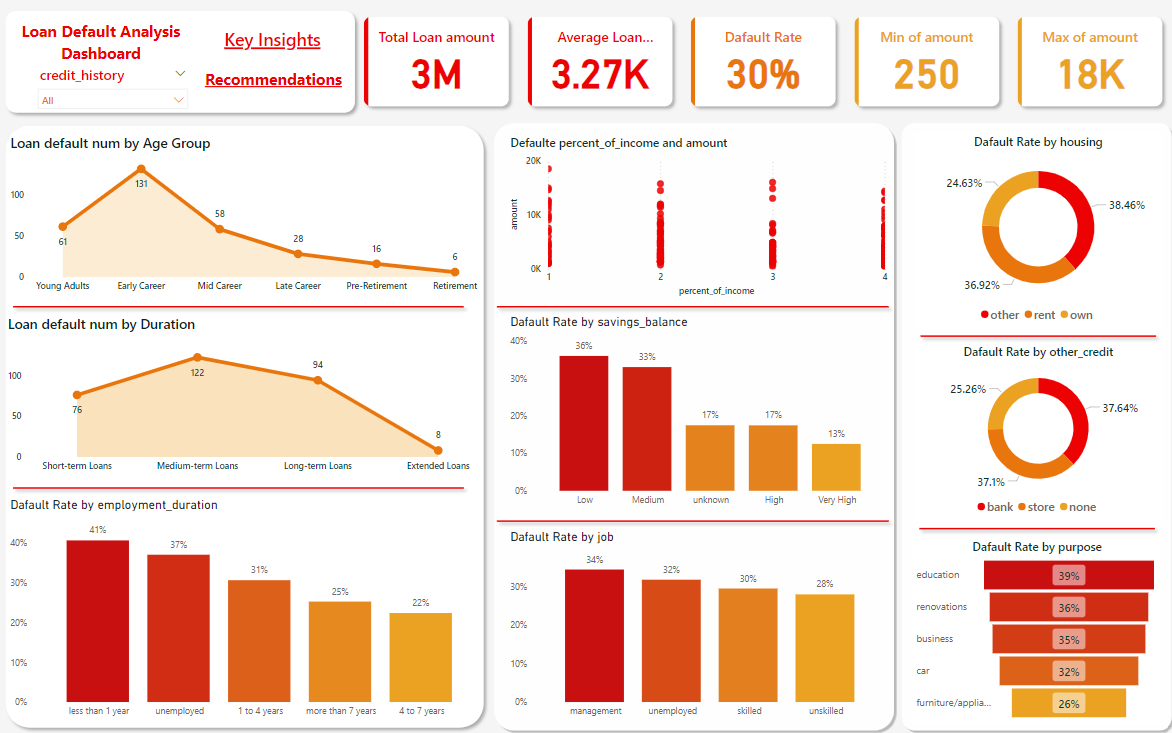 Loan Default Analysis
Dashboard
credit_history
All
Key Insights
Recommendations
Total Loan amount
3M
Average Loan...
3.27K
Dafault Rate
30%
Min of amount
250
Max of amount
18K
Loan default num by Age Group
100
50
0
61
131
58
28
16
6
Young Adults
Early Career
Mid Career
Late Career
Pre-Retirement
Retirement
Loan default num by Duration
100
50
0
76
122
94
8
Short-term Loans
Medium-term Loans
Long-term Loans
Extended Loans
Dafault Rate by employment_duration
40%
30%
20%
10%
0%
41%
37%
31%
25%
22%
less than 1 year
unemployed
1 to 4 years
more than 7 years
4 to 7 years
Defaulte percent_of_income and amount
amount
20K
10K
0K
1
2
3
4
percent_of_income
Dafault Rate by savings_balance
40%
30%
20%
10%
0%
36%
33%
17%
17%
13%
Low
Medium
unknown
High
Very High
Dafault Rate by job
30%
20%
10%
0%
34%
32%
30%
28%
management
unemployed
skilled
unskilled
Dafault Rate by housing
24.63%
38.46%
36.92%
other
rent
own
Dafault Rate by other_credit
25.26%
37.64%
37.1%
bank
store
none
Dafault Rate by purpose
education
39%
renovations
36%
business
35%
car
32%
furniture/applia...
26%